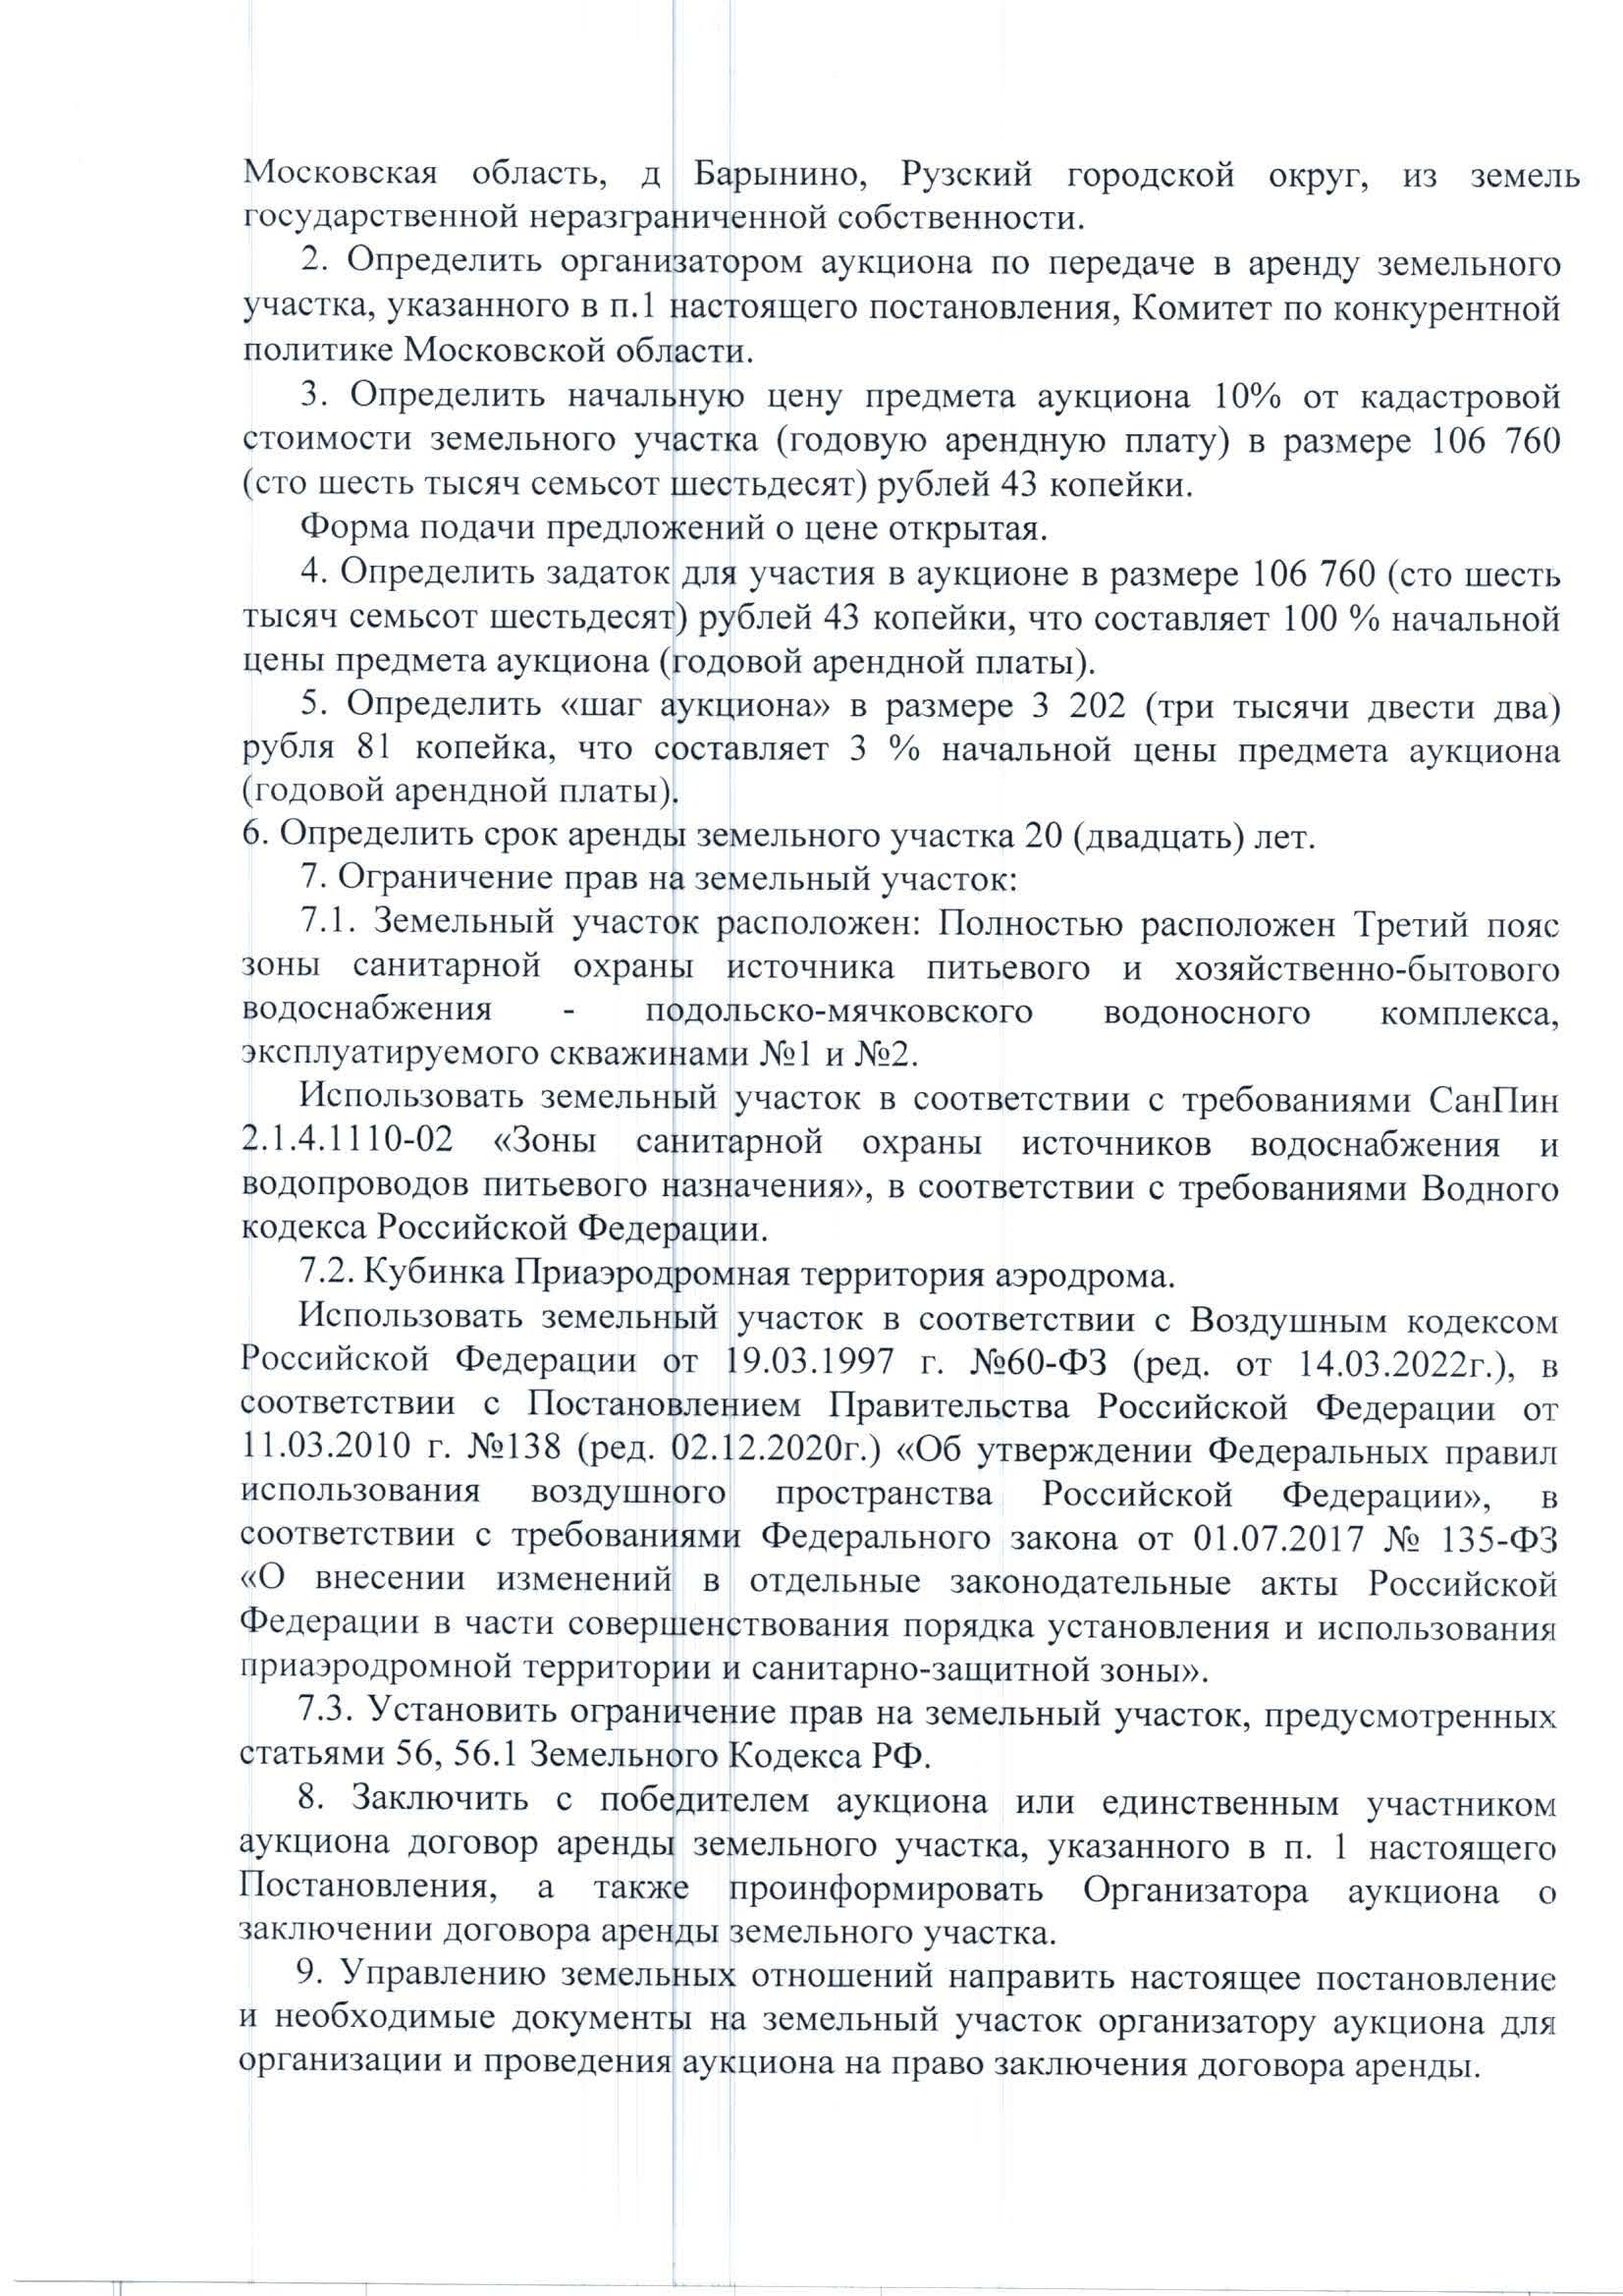 Московская область, д Барынино, Рузский городской округ, из земель
государственной неразграниченной собственности.
2. Определить организатором аукциона по передаче в аренду земельного
участка, указанного в п.1 настоящего постановления, Комитет по конкурентной
политике Московской области.
3. Определить начальную цену предмета аукциона 10% от кадастровой
стоимости земельного участка (годовую арендную плату) в размере 106 760
(сто шесть тысяч семьсот шестьдесят) рублей 43 копейки.
Форма подачи предложений о цене открытая.
4. Определить задаток для участия в аукционе в размере 106 760 (сто шесть
тысяч семьсот шестьдесят) рублей 43 копейки, что составляет 100 % начальной
цены предмета аукциона (годовой арендной платы).
5. Определить «шаг аукциона» в размере 3 202 (три тысячи двести два)
рубля 81 копейка, что составляет 3 % начальной цены предмета аукциона
(годовой арендной платы).
6. Определить срок аренды земельного участка 20 (двадцать) лет.
7. Ограничение прав на земельный участок:
7.1. Земельный участок расположен: Полностью расположен Третий пояс
зоны санитарной охраны источника питьевого и хозяйственно-бытового
водоснабжения - подольско-мячковского водоносного комплекса,
эксплуатируемого скважинами №1 и №2.
Использовать земельный участок в соответствии с требованиями СанПин
2.1.4.1110-02 «Зоны санитарной охраны источников водоснабжения и
водопроводов питьевого назначения», в соответствии с требованиями Водного
кодекса Российской Федерации.
7.2. Кубинка Приаэродромная территория аэродрома.
Использовать земельный участок в соответствии с Воздушным кодексом
Российской Федерации от 19.03.1997 г. №60-ФЗ (ред. от 14.03.2022г.), в
соответствии с Постановлением Правительства Российской Федерации от
11.03.2010 г. №138 (ред. 02.12.2020г.) «Об утверждении Федеральных правил
использования воздушного пространства Российской Федерации», в
соответствии с требованиями Федерального закона от 01.07.2017 № 135-ФЗ
«О внесении изменений в отдельные законодательные акты Российской
Федерации в части совершенствования порядка установления и использования
приаэродромной территории и санитарно-защитной зоны».
7.3. Установить ограничение прав на земельный участок, предусмотренных
статьями 56, 56.1 Земельного Кодекса РФ.
8. Заключить с победителем аукциона или единственным участником
аукциона договор аренды земельного участка, указанного в п. 1 настоящего
Постановления, а также проинформировать Организатора аукциона о
заключении договора аренды земельного участка.
9. Управлению земельных отношений направить настоящее постановление
и необходимые документы на земельный участок организатору аукциона для
организации и проведения аукциона на право заключения договора аренды.